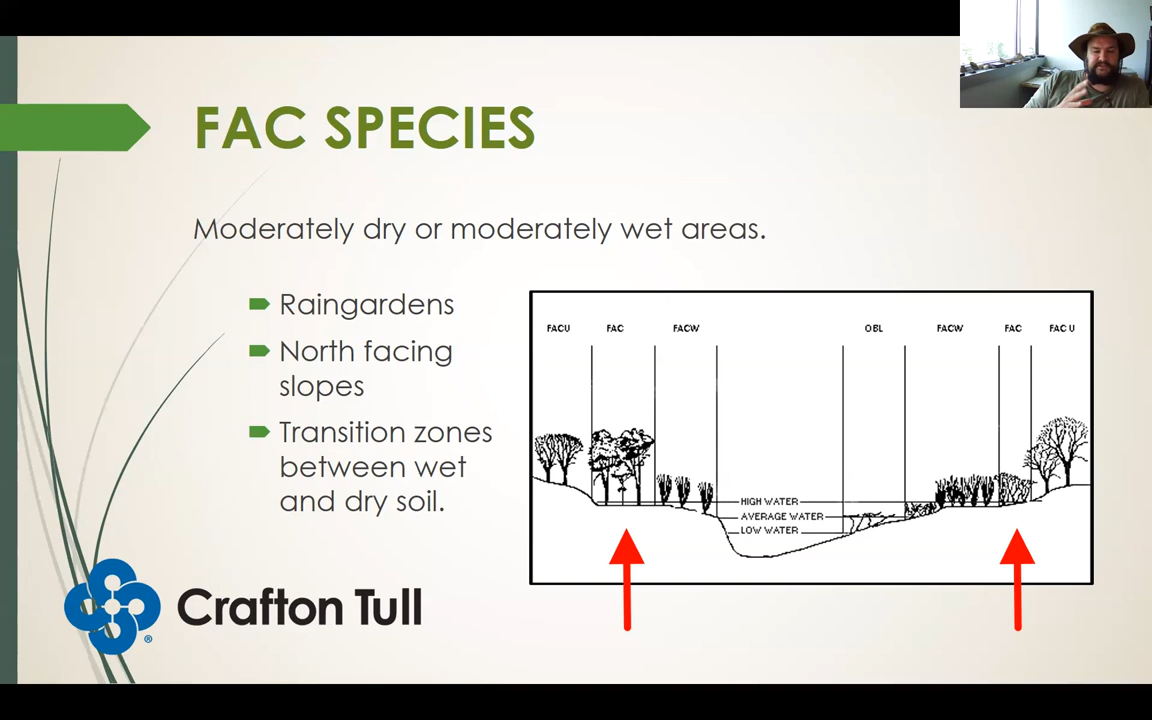 FAC SPECIES
Moderately dry or moderately wet areas.
Raingardens
North facing
slopes
Transition zones
between wet
and dry soil.
FACU FAC FACW OBL FACW FAC FAC U
HIGH WATER
AVERAGE WATER
LOW WATER
Crafton Tull
®